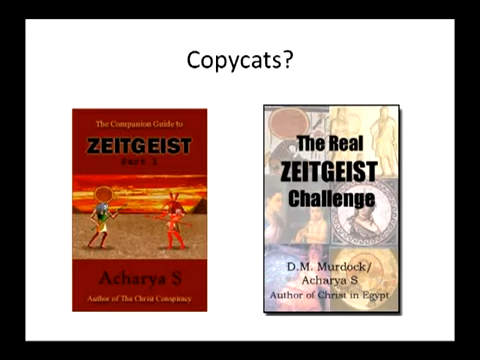 Copycats?
The Companion Guide to
ZEITGEIST
Part 1
Acharya S
Author of The Christ Conspiracy
The Real
ZEITGEIST
Challenge
D.M. Murdock/
Acharya S
Author of Christ in Egypt